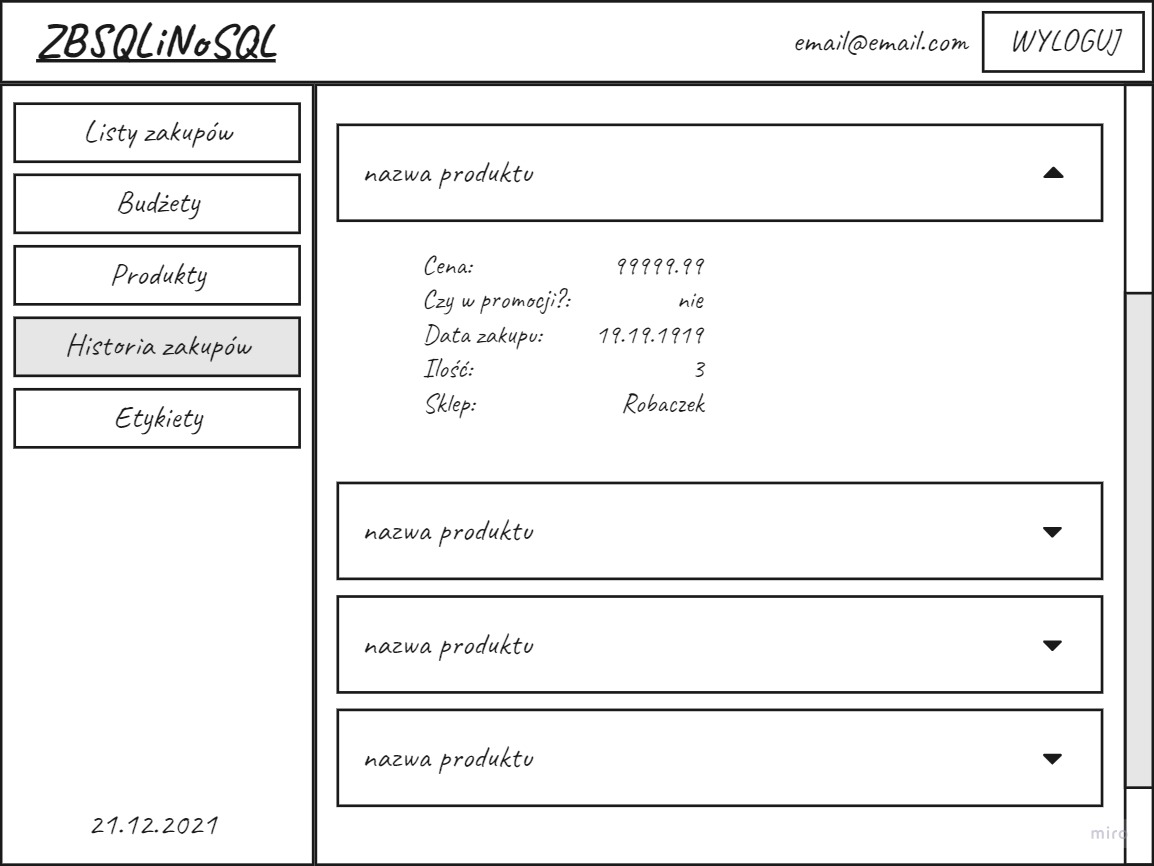 ZBSQLiNoSQL
email@email.com
WYLOGUJ
Listy zakupów
Budżety
Produkty
Historia zakupów
Etykiety
21.12.2021
nazwa produktu
Cena: 99999.99
Czy w promocji?: nie
Data zakupu: 19.19.1919
Ilość: 3
Sklep: Robaczek
nazwa produktu
nazwa produktu
nazwa produktu
miro